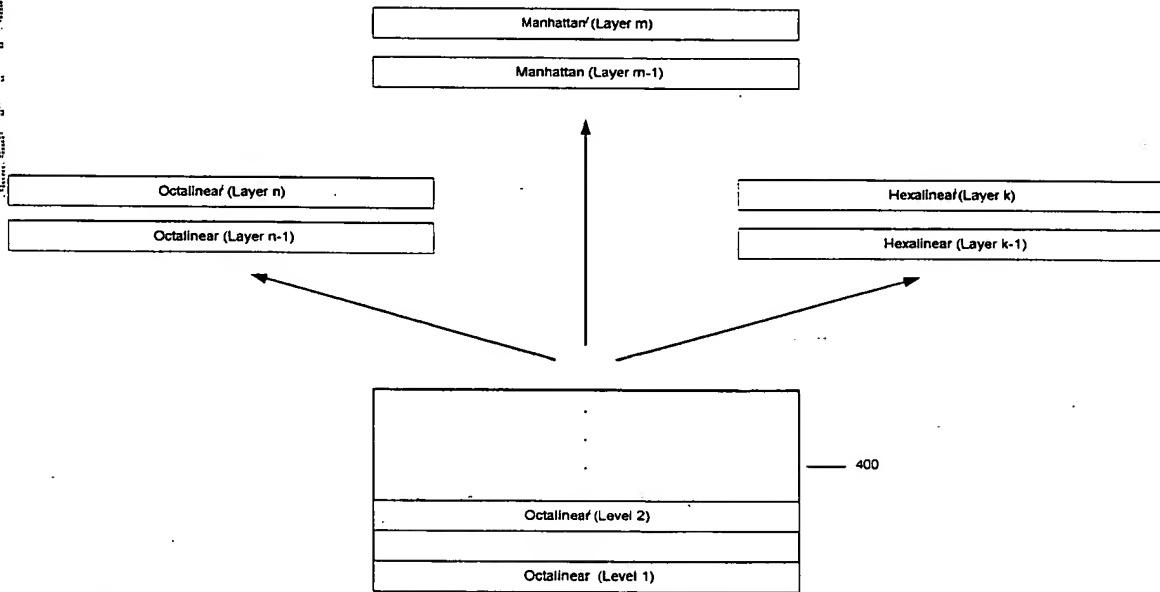 Manhattan' (Layer m)
Manhattan (Layer m-1)
Octalinear' (Layer n)
Octalinear (Layer n-1)
Hexalinear' (Layer k)
Hexalinear (Layer k-1)
400
Octalinear' (Level 2)
Octalinear (Level 1)